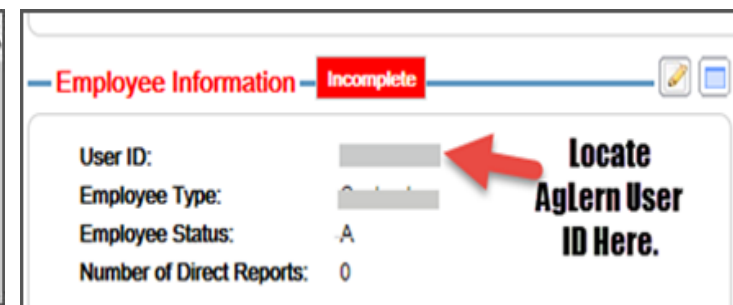 Employee Information Incomplete
User ID:
Locate
Employee Type:
AgLern User
Employee Status: A
ID Here.
Number of Direct Reports: 0